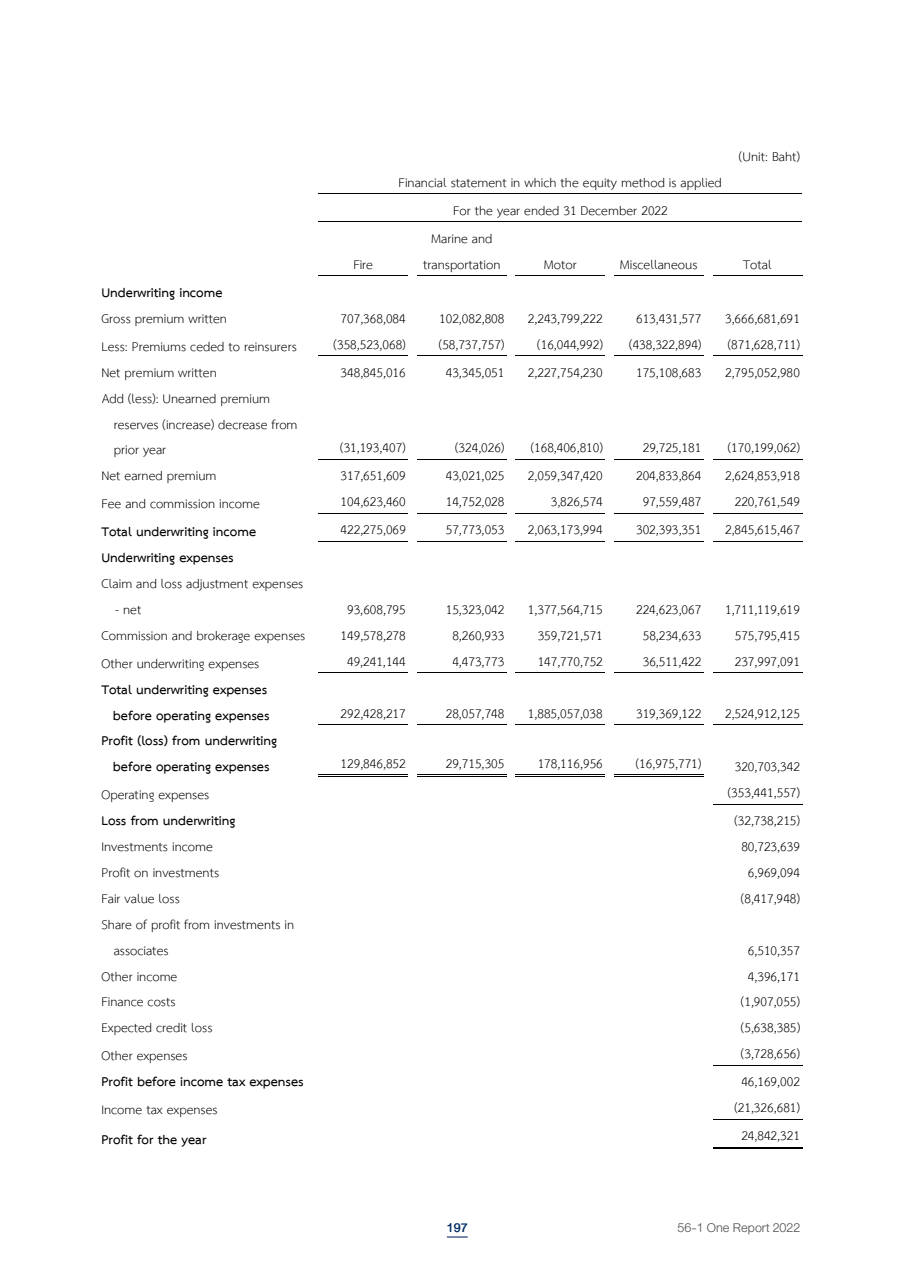 (Unit: Baht)
Financial statement in which the equity method is applied
For the year ended 31 December 2022
Marine and
Fire transportation Motor Miscellaneous Total
Underwriting income
Gross premium written 707,368,084 102,082,808 2,243,799,222 613,431,577 3,666,681,691
Less: Premiums ceded to reinsurers (358,523,068) (58,737,757) (16,044,992) (438,322,894) (871,628,711)
Net premium written 348,845,016 43,345,051 2,227,754,230 175,108,683 2,795,052,980
Add (less): Unearned premium
reserves (increase) decrease from
prior year (31,193,407) (324,026) (168,406,810) 29,725,181 (170,199,062)
Net earned premium 317,651,609 43,021,025 2,059,347,420 204,833,864 2,624,853,918
Fee and commission income 104,623,460 14,752,028 3,826,574 97,559,487 220,761,549
Total underwriting income 422,275,069 57,773,053 2,063,173,994 302,393,351 2,845,615,467
Underwriting expenses
Claim and loss adjustment expenses
- net 93,608,795 15,323,042 1,377,564,715 224,623,067 1,711,119,619
Commission and brokerage expenses 149,578,278 8,260,933 359,721,571 58,234,633 575,795,415
Other underwriting expenses 49,241,144 4,473,773 147,770,752 36,511,422 237,997,091
Total underwriting expenses
before operating expenses 292,428,217 28,057,748 1,885,057,038 319,369,122 2,524,912,125
Profit (loss) from underwriting
before operating expenses 129,846,852 29,715,305 178,116,956 (16,975,771) 320,703,342
Operating expenses (353,441,557)
Loss from underwriting (32,738,215)
Investments income 80,723,639
Profit on investments 6,969,094
Fair value loss (8,417,948)
Share of profit from investments in
associates 6,510,357
Other income 4,396,171
Finance costs (1,907,055)
Expected credit loss (5,638,385)
Other expenses (3,728,656)
Profit before income tax expenses 46,169,002
Income tax expenses (21,326,681)
Profit for the year 24,842,321
197 56-1 One Report 2022